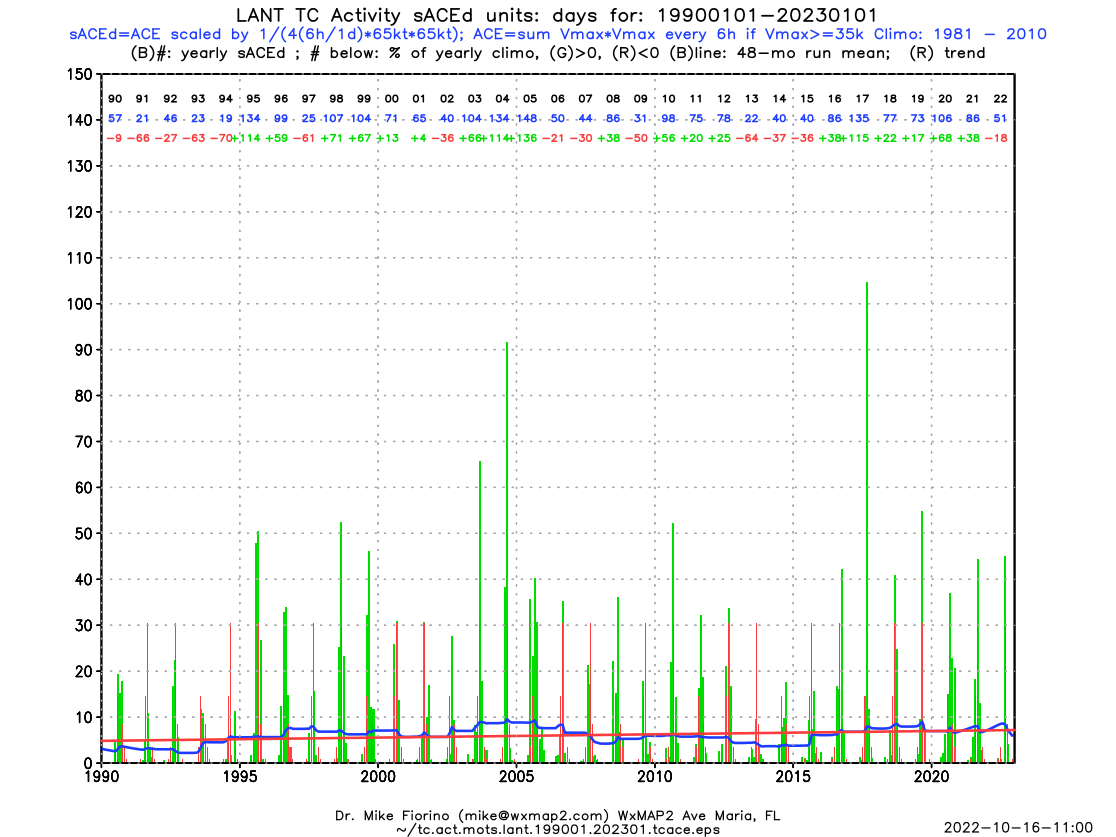 LANT TC Activity sACEd units: days for: 19900101−20230101
sACEd=ACE scaled by 1/(4(6h/1d)*65kt*65kt); ACE=sum Vmax*Vmax every 6h if Vmax>=35k Climo: 1981 − 2010
(B)#: yearly sACEd ; # below: % of yearly climo, (G)>0, (R)<0 (B)line: 48−mo run mean; (R) trend
150
90 91 92 93 94 95 96 97 98 99 00 01 02 03 04 05 06 07 08 09 10 11 12 13 14 15 16 17 18 19 20 21 22
140 57 21 46 23 19 134 99 25 107 104 71 65 40 104 134 148 50 44 86 31 98 75 78 22 40 40 86 135 77 73 106 86 51
−9 −66 −27 −63 −70 +114 +59 −61 +71 +67 +13 +4 −36 +66 +114 +136 −21 −30 +38 −50 +56 +20 +25 −64 −37 −36 +38 +115 +22 +17 +68 +38 −18
130
120
110
100
90
80
70
60
50
40
30
20
10
0
1990 1995 2000 2005 2010 2015 2020
Dr. Mike Fiorino (mike@wxmap2.com) WxMAP2 Ave Maria, FL
~/tc.act.mots.lant.199001.202301.tcace.eps
2022−10−16−11:00